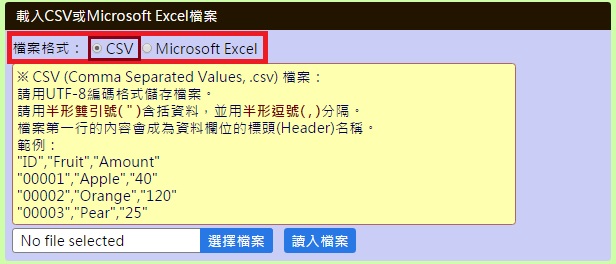 載入CSV或Microsoft Excel檔案
檔案格式： CSV Microsoft Excel
※ CSV (Comma Separated Values, .csv) 檔案：
請用UTF-8編碼格式儲存檔案。
請用半形雙引號(")含括資料，並用半形逗號(,)分隔。
檔案第一行的內容會成為資料欄位的標頭(Header)名稱。
範例：
"ID","Fruit","Amount"
"00001","Apple","40"
"00002","Orange","120"
"00003","Pear","25"
No file selected 選擇檔案 讀入檔案